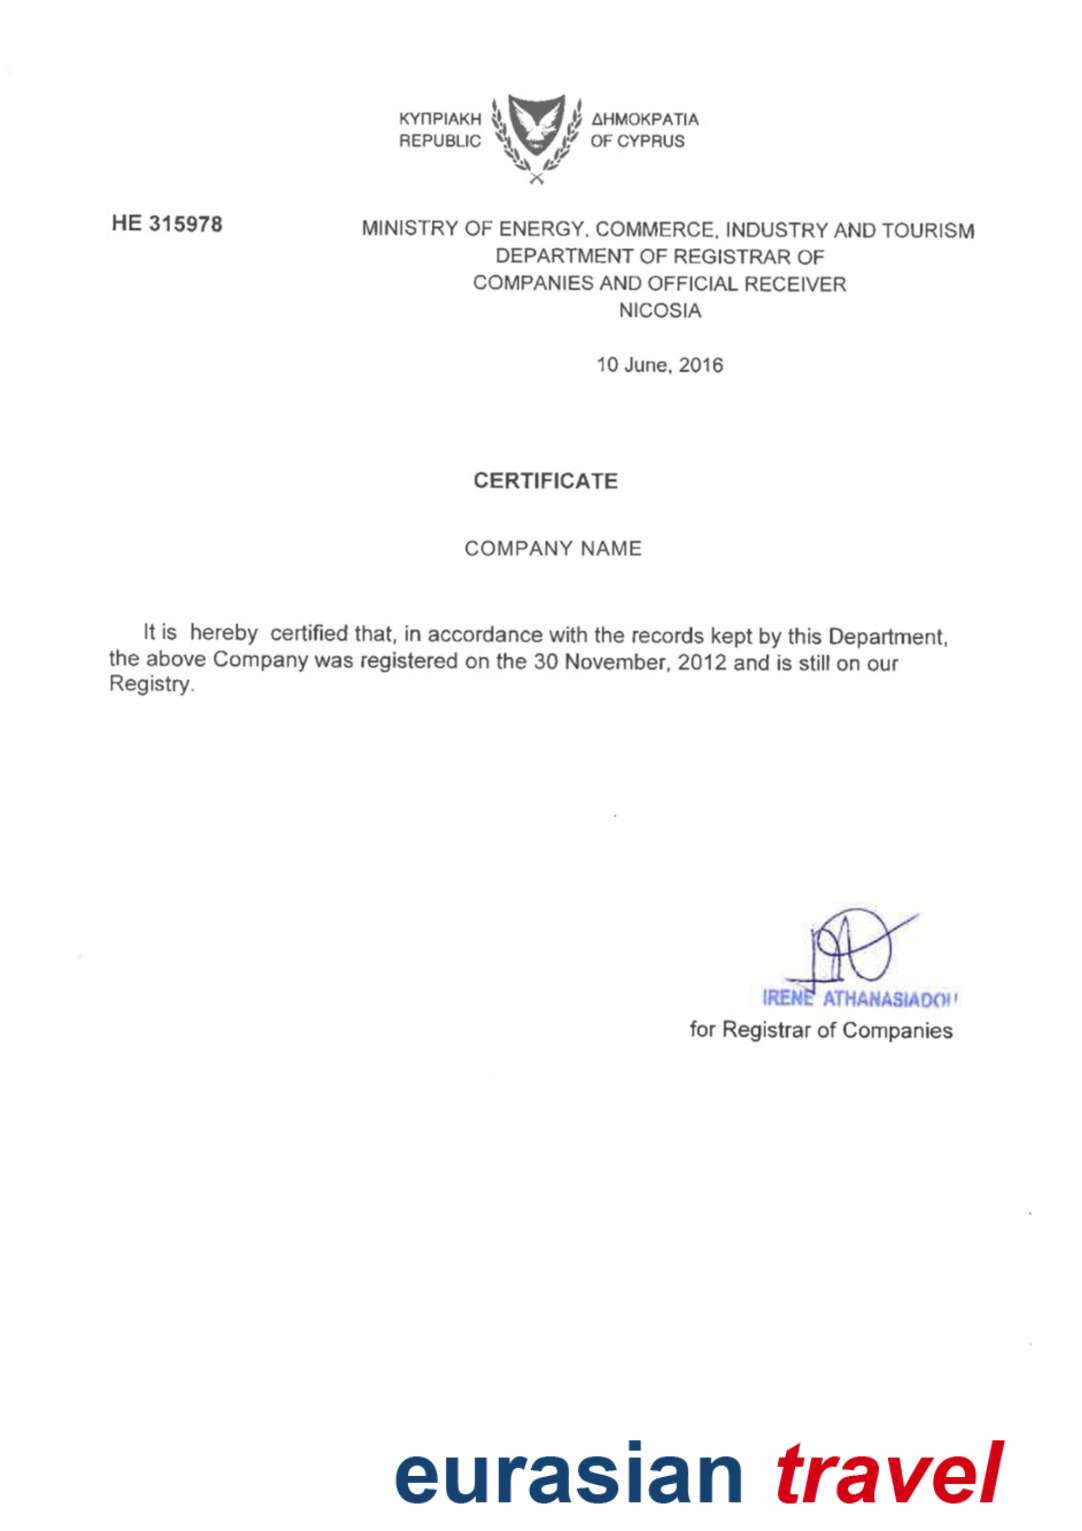 ΚΥΠΡΙΑΚΗ ΔΗΜΟΚΡΑΤΙΑ
REPUBLIC OF CYPRUS
HE 315978
MINISTRY OF ENERGY, COMMERCE, INDUSTRY AND TOURISM
DEPARTMENT OF REGISTRAR OF
COMPANIES AND OFFICIAL RECEIVER
NICOSIA
10 June, 2016
CERTIFICATE
COMPANY NAME
It is hereby certified that, in accordance with the records kept by this Department,
the above Company was registered on the 30 November, 2012 and is still on our
Registry.
IRENE ATHANASIADOU
for Registrar of Companies
eurasian travel